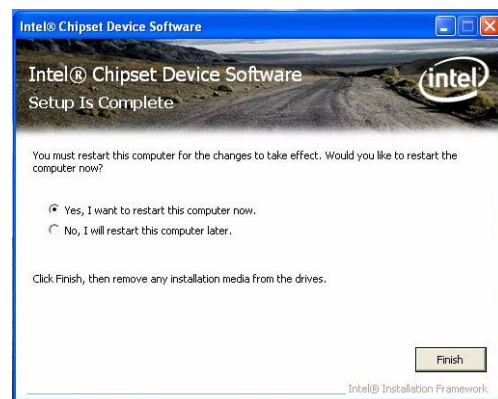 Intel® Chipset Device Software
Intel® Chipset Device Software
Setup Is Complete
intel
You must restart this computer for the changes to take effect. Would you like to restart the
computer now?
Yes, I want to restart this computer now.
No, I will restart this computer later.
Click Finish, then remove any installation media from the drives.
Finish
Intel® Installation Framework